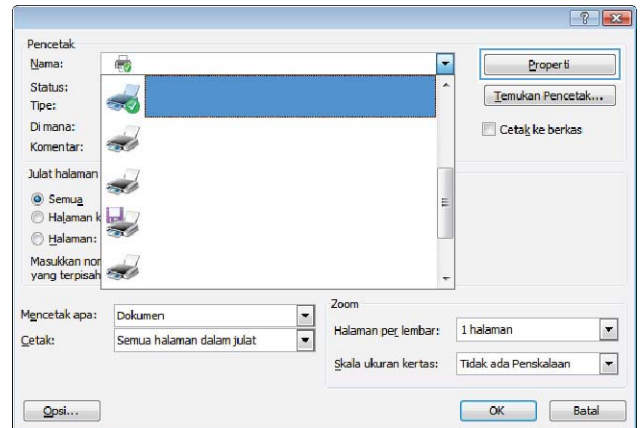 Pencetak
Nama:
Properti
Status:
Tipe:
Temukan Pencetak...
Di mana:
Cetak ke berkas
Komentar:
Julat halaman
Semua
Halaman k
Halaman:
Masukkan nor
yang terpisah
Mencetak apa: Dokumen
Cetak: Semua halaman dalam julat
Zoom
Halaman per lembar: 1 halaman
Skala ukuran kertas: Tidak ada Penskalaan
Opsi...
OK
Batal